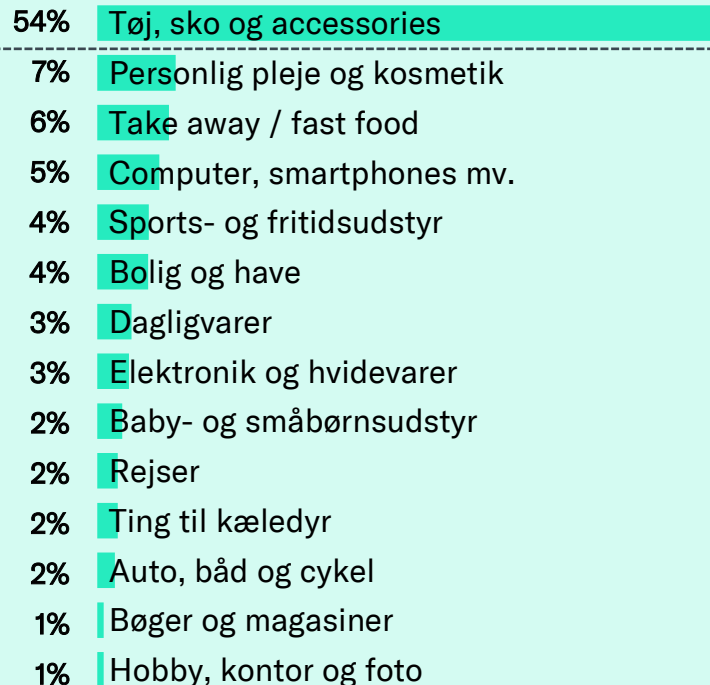 54% Tøj, sko og accessories
7% Personlig pleje og kosmetik
6% Take away / fast food
5% Computer, smartphones mv.
4% Sports- og fritidsudstyr
4% Bolig og have
3% Dagligvarer
3% Elektronik og hvidevarer
2% Baby- og småbørnsudstyr
2% Rejser
2% Ting til kæledyr
2% Auto, båd og cykel
1% Bøger og magasiner
1% Hobby, kontor og foto